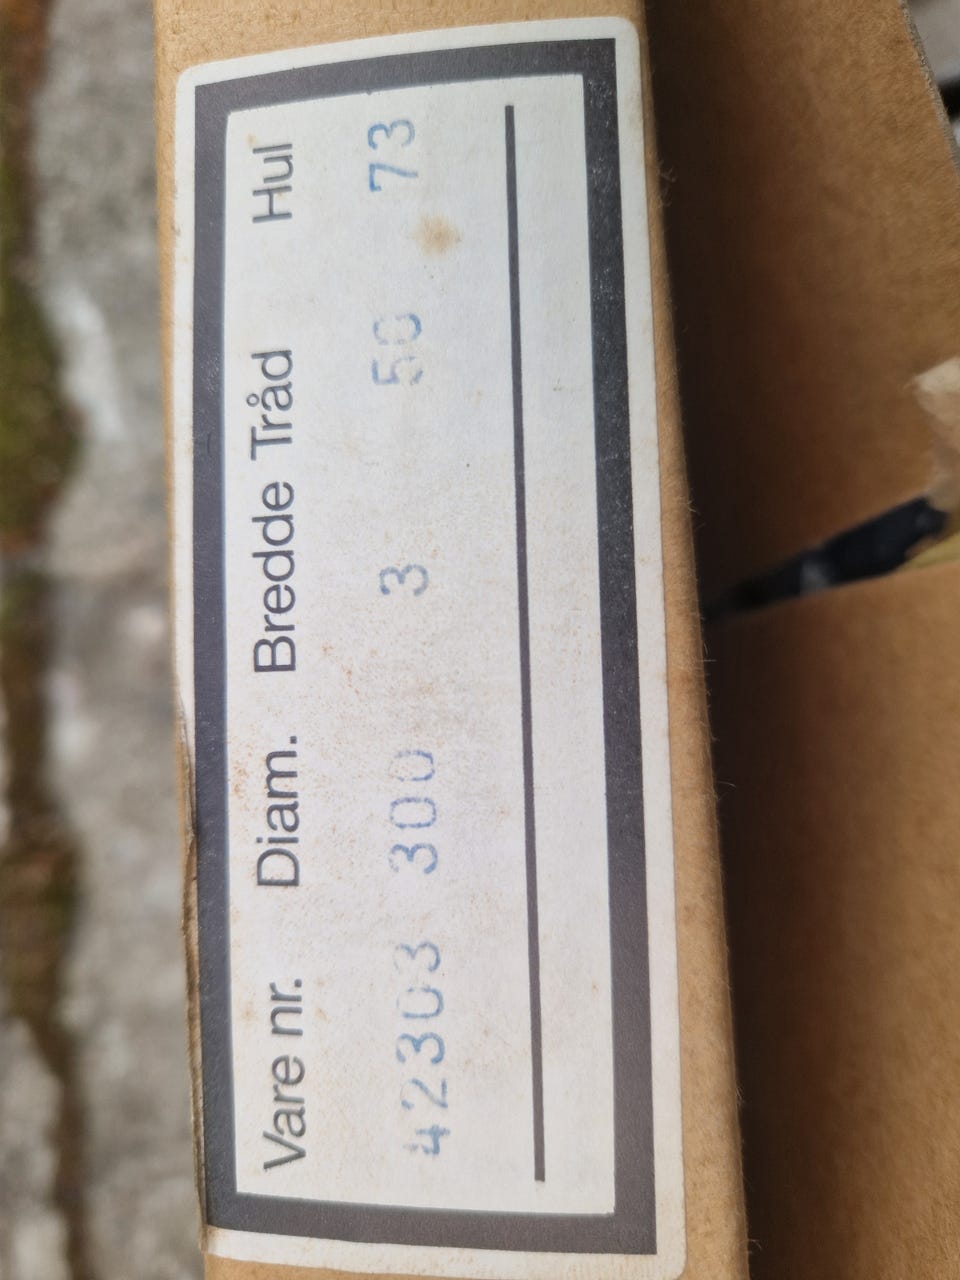 Vare nr. Diam. Bredde Tråd Hul
42303 300 3 50 73